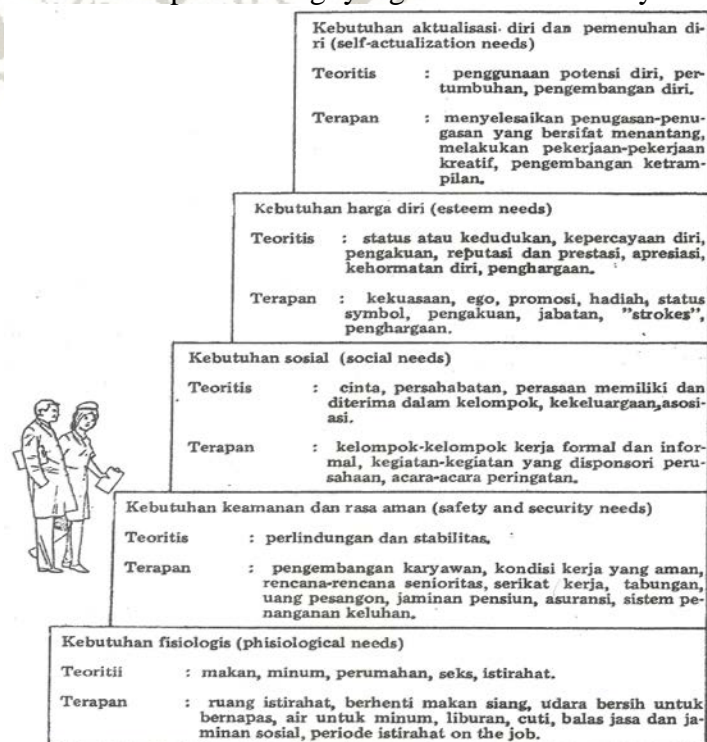 Kebutuhan aktualisasi diri dan pemenuhan di-
ri (self-actualization needs)
Teoritis : penggunaan potensi diri, per-
tumbuhan, pengembangan diri.
Terapan : menyelesaikan penugasan-penu-
gasan yang bersifat menantang,
melakukan pekerjaan-pekerjaan
kreatif, pengembangan ketram-
pilan.
Kebutuhan harga diri (esteem needs)
Teoritis : status atau kedudukan, kepercayaan diri,
pengakuan, reputasi dan prestasi, apresiasi,
kehormatan diri, penghargaan.
Terapan : kekuasaan, ego, promosi, hadiah, status
symbol, pengakuan, jabatan, "strokes",
penghargaan.
Kebutuhan sosial (social needs)
Teoritis : cinta, persahabatan, perasaan memiliki dan
diterima dalam kelompok, kekeluargaan,asosi-
asi.
Terapan : kelompok-kelompok kerja formal dan infor-
mal, kegiatan-kegiatan yang disponsori peru-
sahaan, acara-acara peringatan.
Kebutuhan keamanan dan rasa aman (safety and security needs)
Teoritis : perlindungan dan stabilitas.
Terapan : pengembangan karyawan, kondisi kerja yang aman,
rencana-rencana senioritas, serikat kerja, tabungan,
uang pesangon, jaminan pensiun, asuransi, sistem pe-
nanganan keluhan.
Kebutuhan fisiologis (phisiological needs)
Teoritii : makan, minum, perumahan, seks, istirahat.
Terapan : ruang istirahat, berhenti makan siang, udara bersih untuk
bernapas, air untuk minum, liburan, cuti, balas jasa dan ja-
minan sosial, periode istirahat on the job.